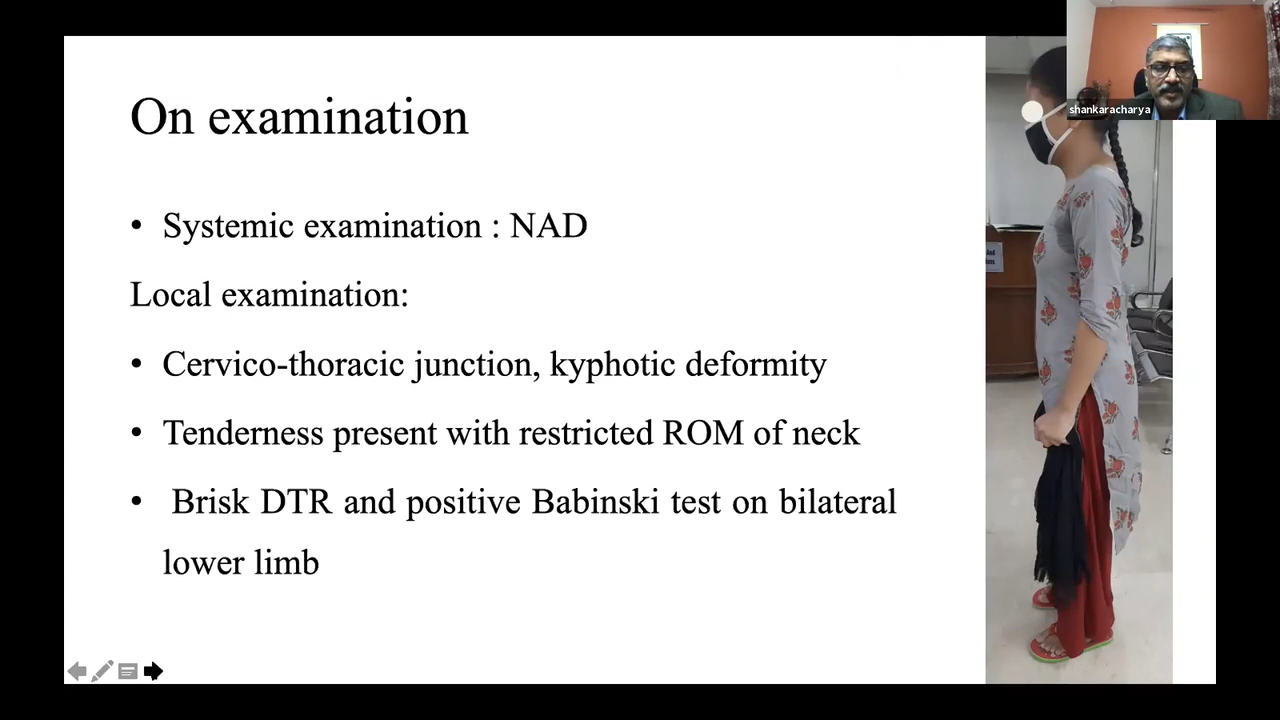 On examination
• Systemic examination : NAD
Local examination:
• Cervico-thoracic junction, kyphotic deformity
• Tenderness present with restricted ROM of neck
• Brisk DTR and positive Babinski test on bilateral
lower limb
shankaracharya